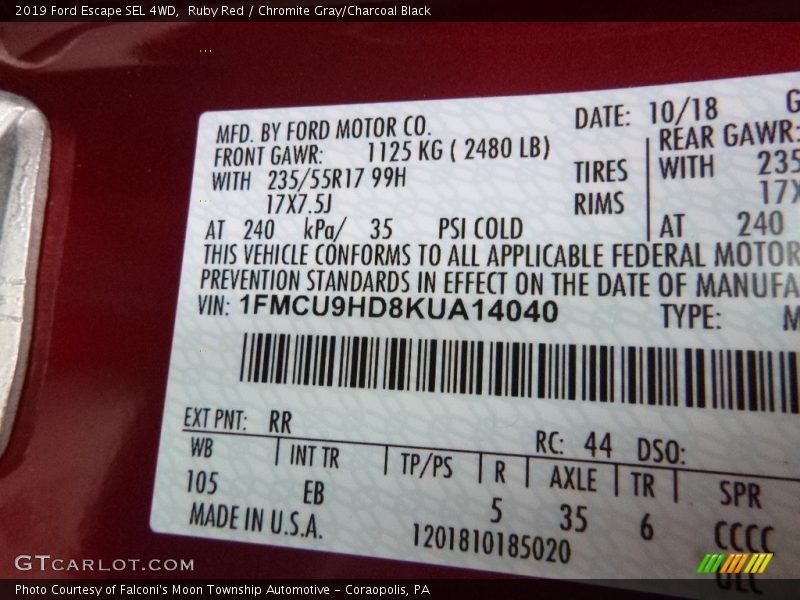 2019 Ford Escape SEL 4WD, Ruby Red / Chromite Gray/Charcoal Black
MFD. BY FORD MOTOR CO.
DATE: 10/18
FRONT GAWR: 1125 KG ( 2480 LB)
REAR GAWR:
WITH 235/55R17 99H
TIRES
WITH 235
17X7.5J
RIMS
17X
AT 240 kPa/ 35 PSI COLD
AT 240
THIS VEHICLE CONFORMS TO ALL APPLICABLE FEDERAL MOTOR
PREVENTION STANDARDS IN EFFECT ON THE DATE OF MANUFA
VIN: 1FMCU9HD8KUA14040
TYPE: M
EXT PNT: RR
RC: 44 DSO:
WB INT TR TP/PS R AXLE TR SPR
105 EB 5 35 6 CCCC
MADE IN U.S.A.
1201810185020
GTCARLOT.COM
Photo Courtesy of Falconi's Moon Township Automotive – Coraopolis, PA